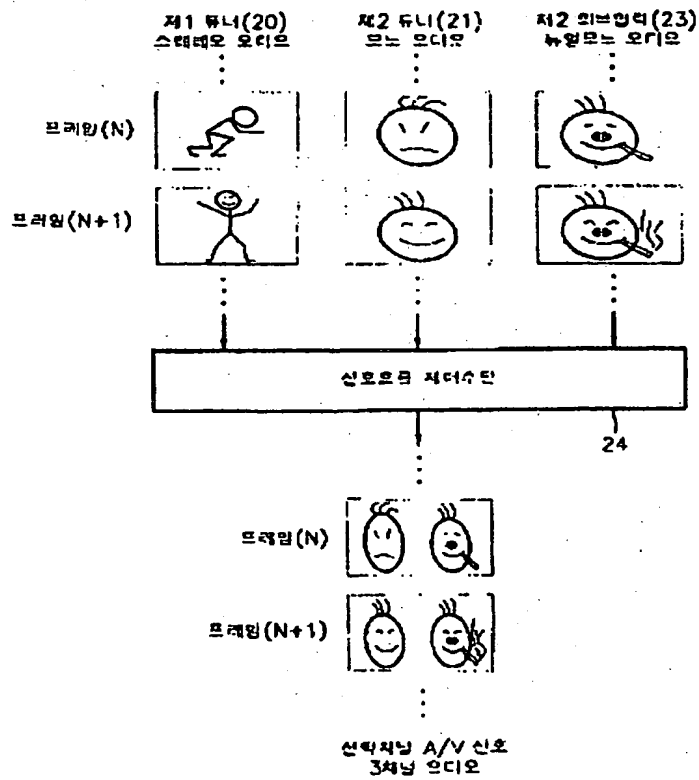 제1 튜너(20)
스테레오 오디오
제2 튜너(21)
모노 오디오
제2 외부입력(23)
듀얼모노 오디오
프레임(N)
프레임(N+1)
신호흐름 제어수단
24
프레임(N)
프레임(N+1)
선택채널 A/V 신호
3채널 오디오